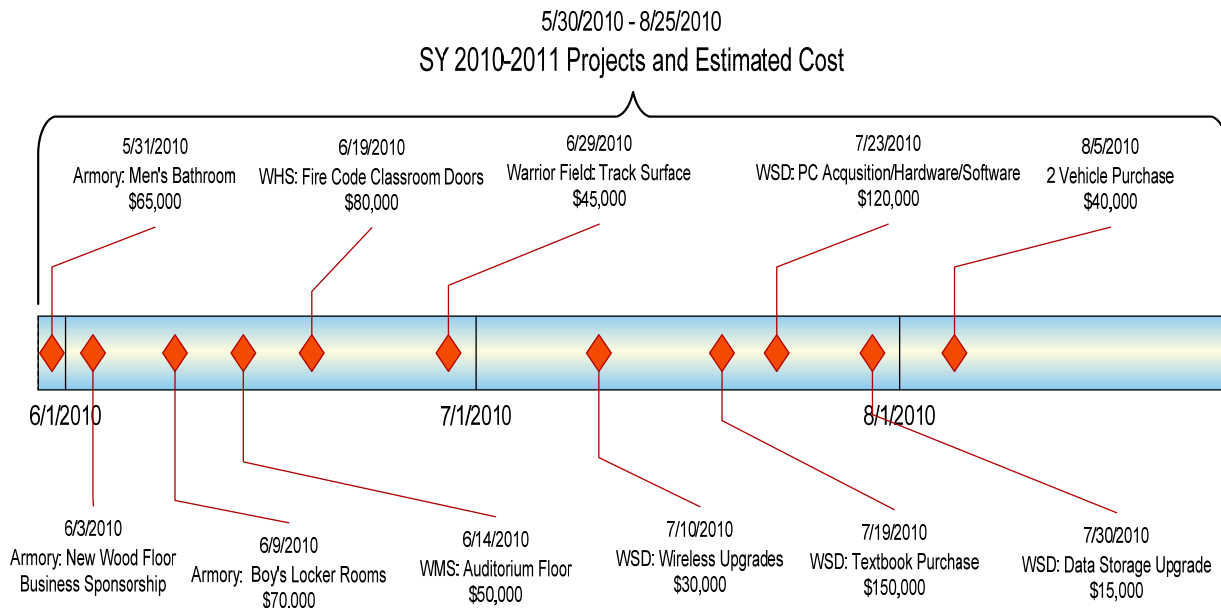 5/30/2010 - 8/25/2010
SY 2010-2011 Projects and Estimated Cost
5/31/2010
Armory: Men's Bathroom
$65,000
6/19/2010
WHS: Fire Code Classroom Doors
$80,000
6/29/2010
Warrior Field: Track Surface
$45,000
7/23/2010
WSD: PC Acqusition/Hardware/Software
$120,000
8/5/2010
2 Vehicle Purchase
$40,000
6/1/2010
7/1/2010
8/1/2010
6/3/2010
Armory: New Wood Floor
Business Sponsorship
6/9/2010
Armory: Boy's Locker Rooms
$70.000
6/14/2010
WMS: Auditorium Floor
$50,000
7/10/2010
WSD: Wireless Upgrades
$30,000
7/19/2010
WSD: Textbook Purchase
$150,000
7/30/2010
WSD: Data Storage Upgrade
$15,000